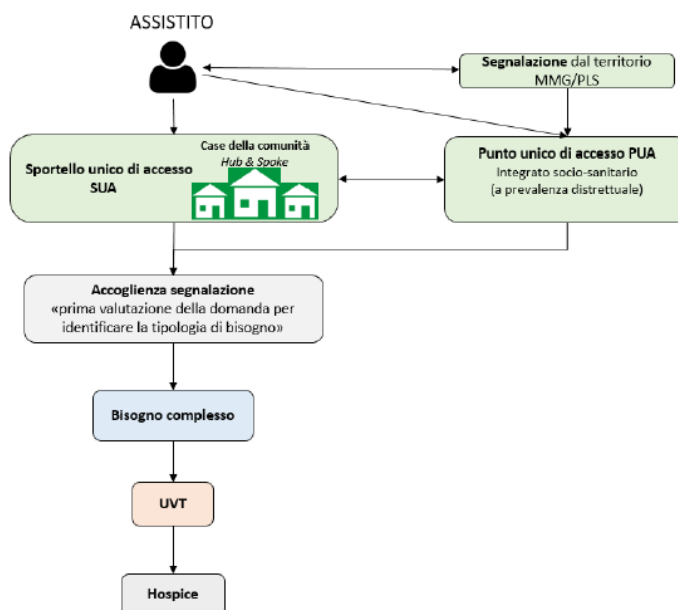 ASSISTITO
Segnalazione dal territorio
MMG/PLS
Case della comunità
Hub & Spoke
Sportello unico di accesso
SUA
Punto unico di accesso PUA
Integrato socio-sanitario
(a prevalenza distrettuale)
Accoglienza segnalazione
«prima valutazione della domanda per
identificare la tipologia di bisogno»
Bisogno complesso
UVT
Hospice